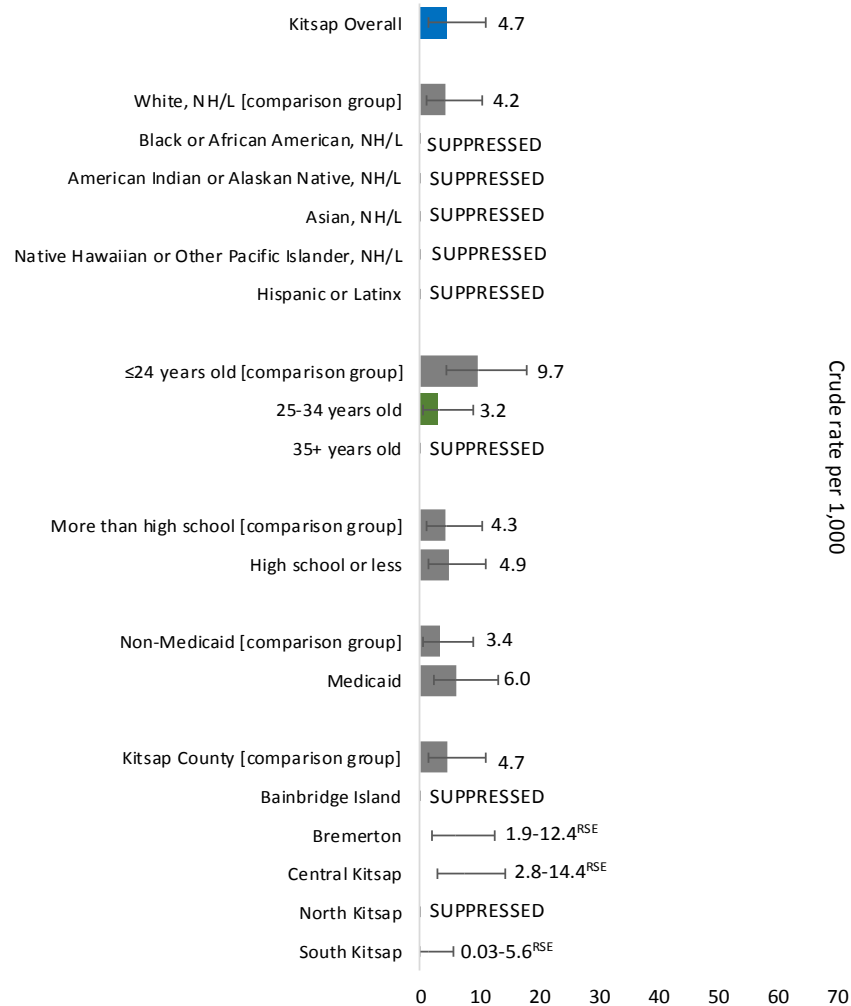 Kitsap Overall 4.7
White, NH/L [comparison group] 4.2
Black or African American, NH/L SUPPRESSED
American Indian or Alaskan Native, NH/L SUPPRESSED
Asian, NH/L SUPPRESSED
Native Hawaiian or Other Pacific Islander, NH/L SUPPRESSED
Hispanic or Latinx SUPPRESSED
≤24 years old [comparison group] 9.7
25-34 years old 3.2
35+ years old SUPPRESSED
More than high school [comparison group] 4.3
High school or less 4.9
Non-Medicaid [comparison group] 3.4
Medicaid 6.0
Kitsap County [comparison group] 4.7
Bainbridge Island SUPPRESSED
Bremerton 1.9-12.4RSE
Central Kitsap 2.8-14.4RSE
North Kitsap SUPPRESSED
South Kitsap 0.03-5.6RSE
0 10 20 30 40 50 60 70
Crude rate per 1,000